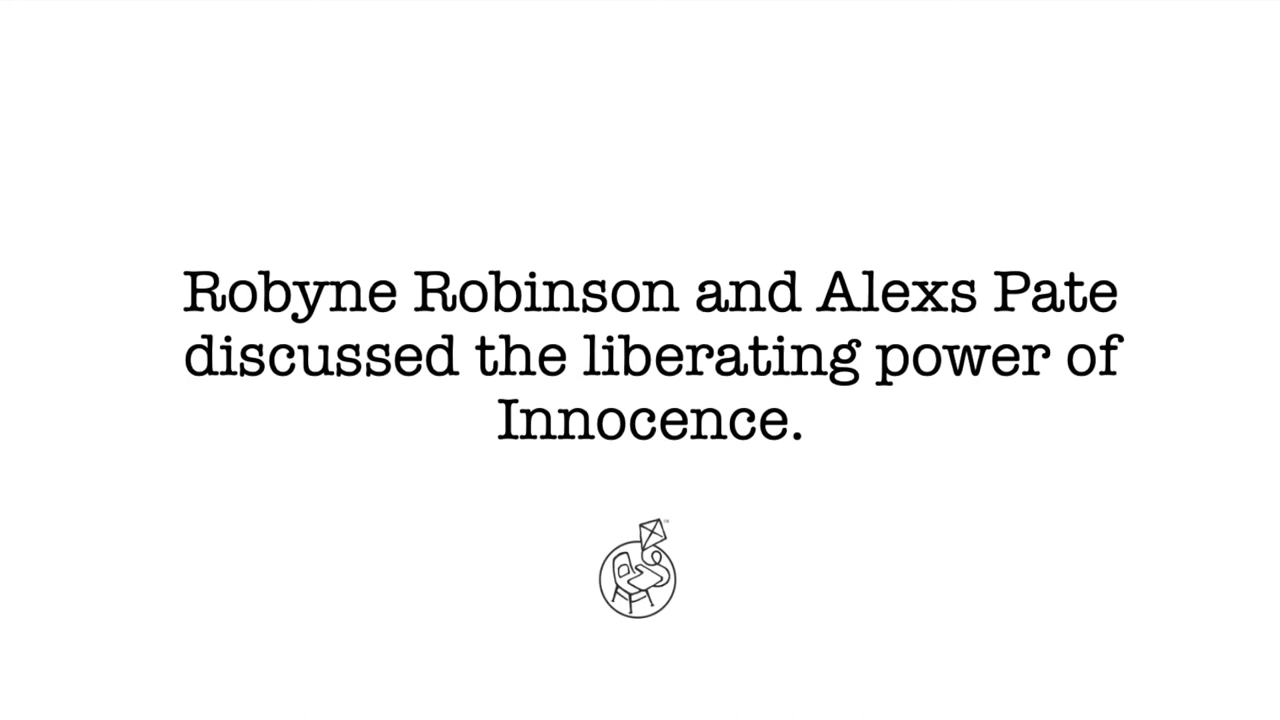 Robyne Robinson and Alexs Pate
discussed the liberating power of
Innocence.